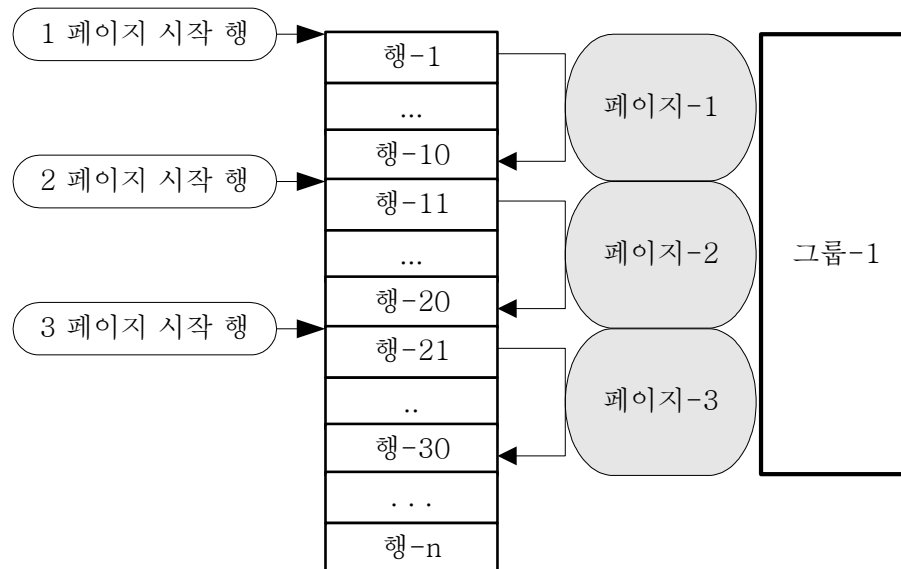 1 페이지 시작 행
행-1
...
행-10
2 페이지 시작 행
행-11
...
행-20
3 페이지 시작 행
행-21
..
행-30
. . .
행-n
페이지-1
페이지-2
페이지-3
그룹-1